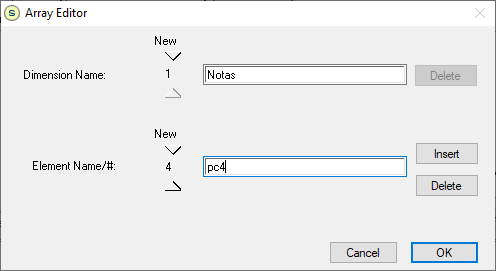 S Array Editor
New
Dimension Name: 1 Notas Delete
New
Element Name/#: 4 pc4 Insert
Delete
Cancel OK